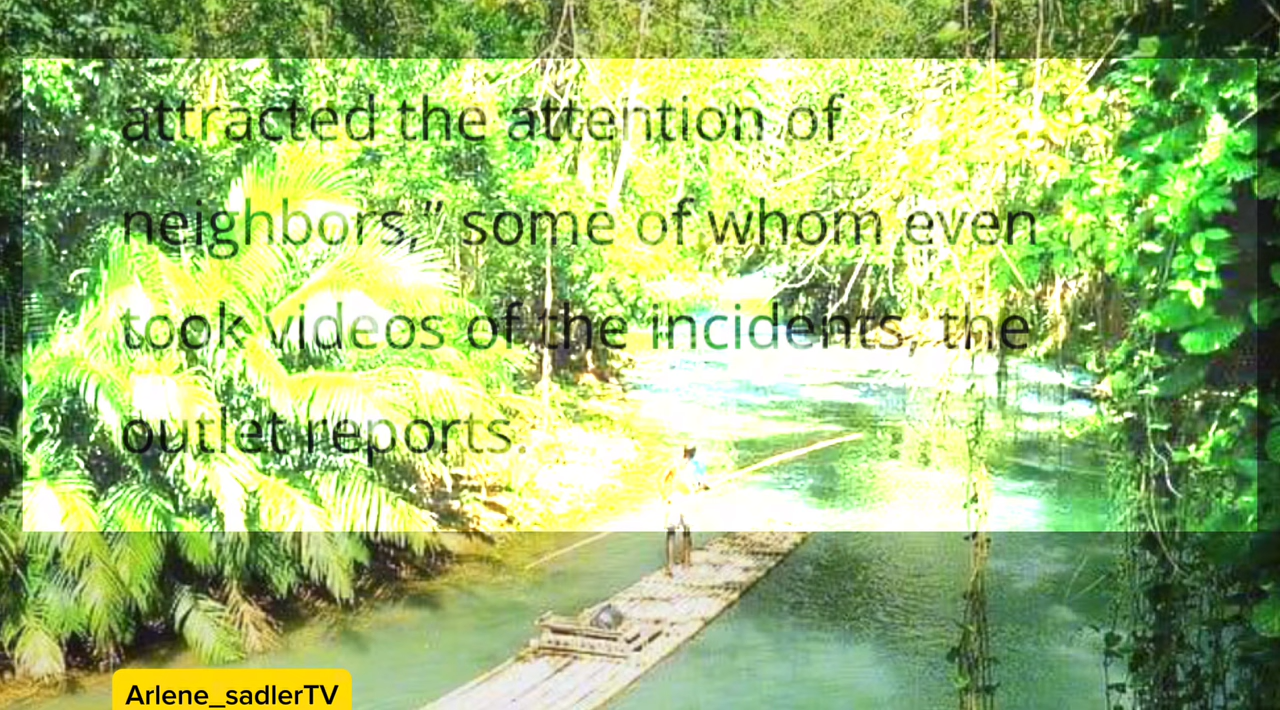 attracted the attention of
neighbors," some of whom even
took videos of the incidents, the
outlet reports.
Arlene_sadlerTV